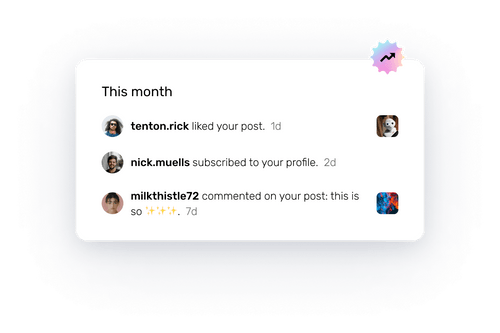 This month
tenton.rick liked your post. 1d
nick.muells subscribed to your profile. 2d
milkthistle72 commented on your post: this is
so ✨✨✨. 7d